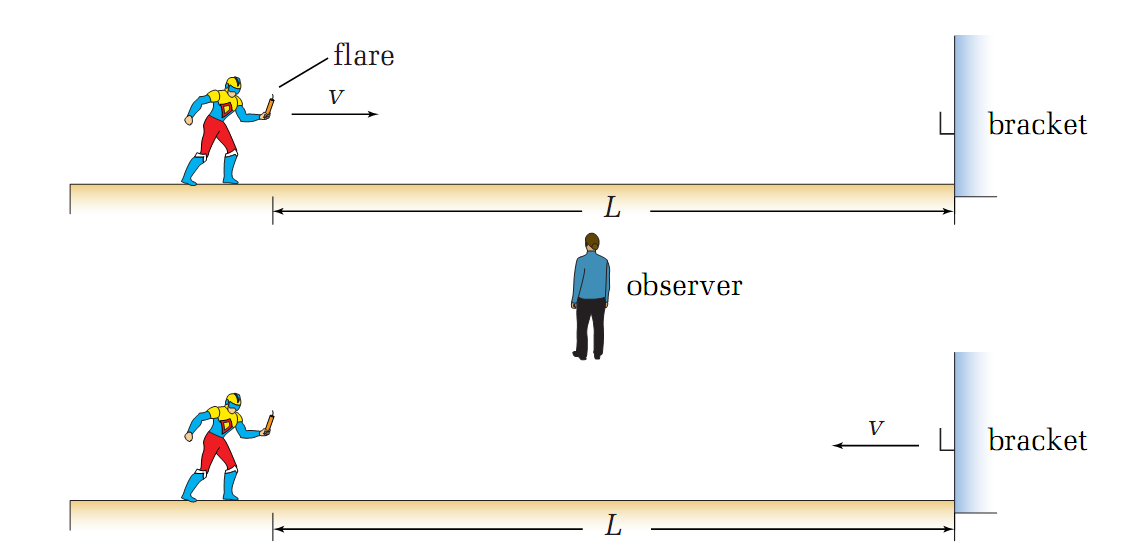 flare
v
bracket
L
observer
v
bracket
L